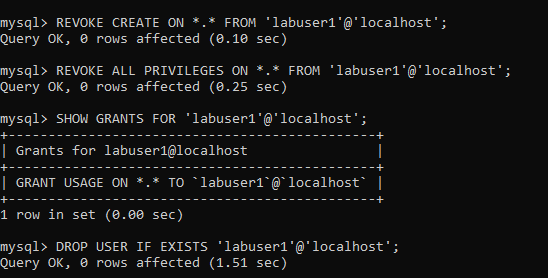 mysql> REVOKE CREATE ON *.* FROM 'labuser1'@'localhost';
Query OK, 0 rows affected (0.10 sec)
mysql> REVOKE ALL PRIVILEGES ON *.* FROM 'labuser1'@'localhost';
Query OK, 0 rows affected (0.25 sec)
mysql> SHOW GRANTS FOR 'labuser1'@'localhost';
+----------------------------------------------+
| Grants for labuser1@localhost                |
+----------------------------------------------+
| GRANT USAGE ON *.* TO `labuser1`@`localhost` |
+----------------------------------------------+
1 row in set (0.00 sec)
mysql> DROP USER IF EXISTS 'labuser1'@'localhost';
Query OK, 0 rows affected (1.51 sec)